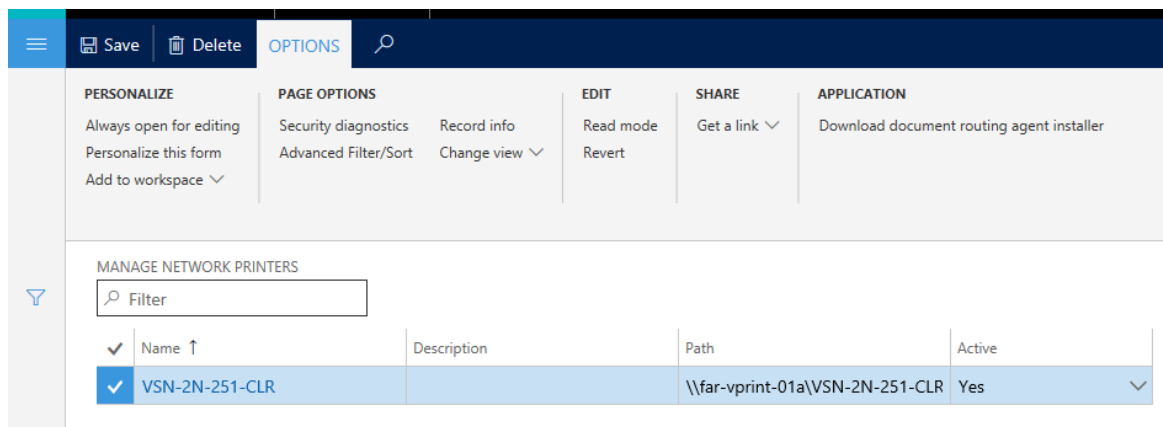 Save Delete OPTIONS
PERSONALIZE PAGE OPTIONS EDIT SHARE APPLICATION
Always open for editing Security diagnostics Record info Read mode Get a link Download document routing agent installer
Personalize this form Advanced Filter/Sort Change view Revert
Add to workspace
MANAGE NETWORK PRINTERS
Filter
Name ↑ Description Path Active
VSN-2N-251-CLR \\far-vprint-01a\VSN-2N-251-CLR Yes